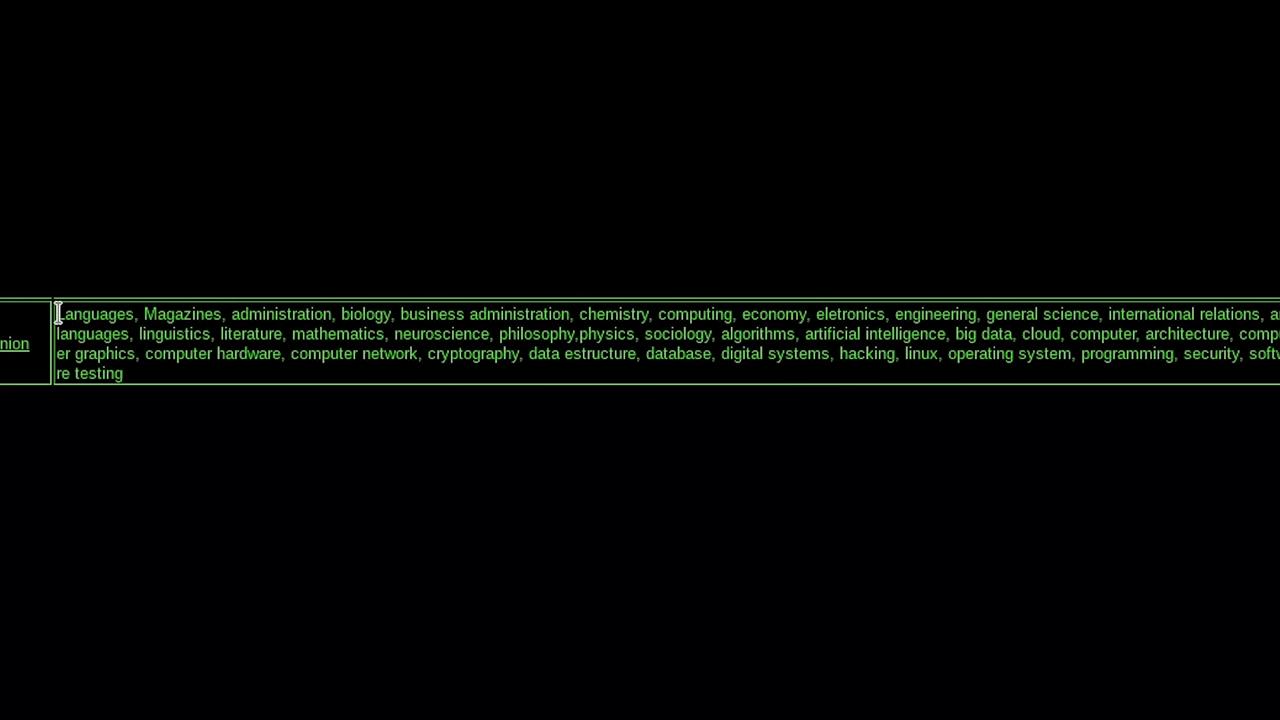 Languages, Magazines, administration, biology, business administration, chemistry, computing, economy, eletronics, engineering, general science, international relations,
nion
languages, linguistics, literature, mathematics, neuroscience, philosophy,physics, sociology, algorithms, artificial intelligence, big data, cloud, computer, architecture, comp
er graphics, computer hardware, computer network, cryptography, data estructure, database, digital systems, hacking, linux, operating system, programming, security, soft
re testing